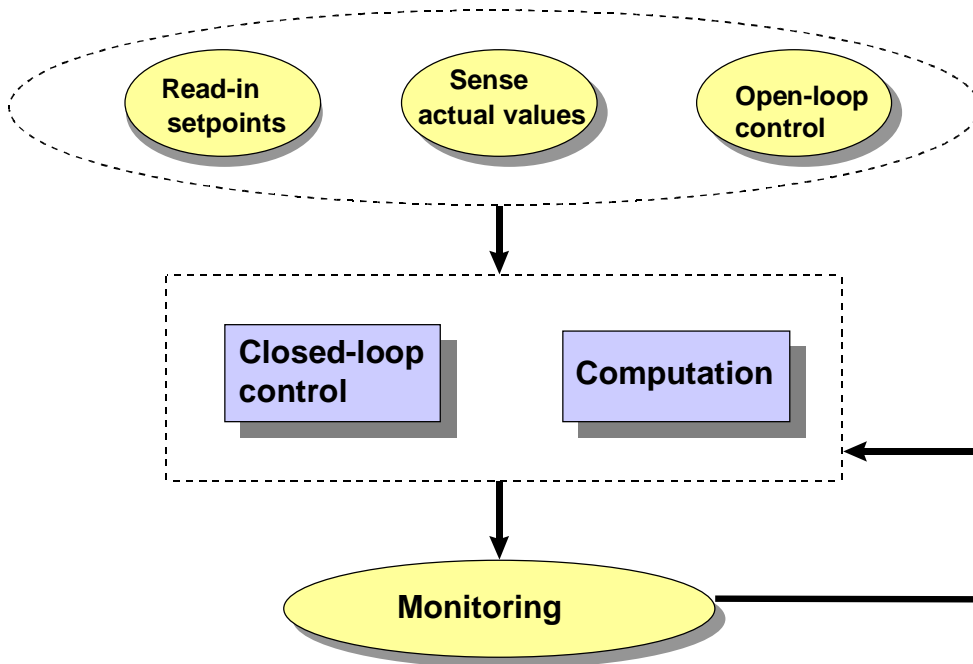 Read-in
setpoints
Sense
actual values
Open-loop
control
Closed-loop
control
Computation
Monitoring